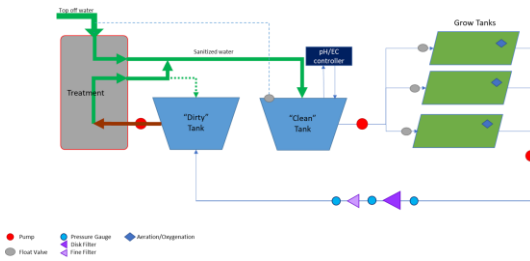 Top off water
Grow Tanks
Sanitized water
pH/EC
controller
Treatment
"Dirty"
Tank
"Clean"
Tank
Pump
Pressure Gauge
Aeration/Oxygenation
Disk Filter
Float Valve
Fine Filter